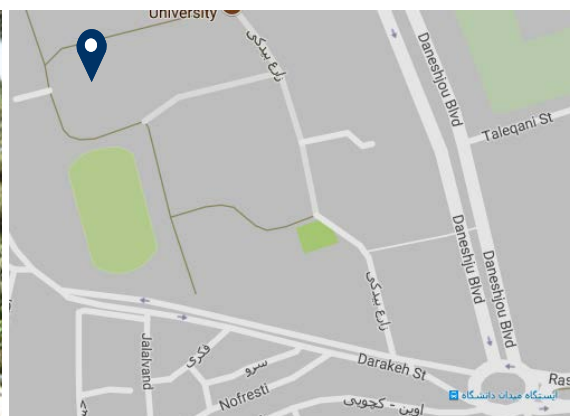 University
زارع بیدکی
Daneshjou Blvd
Taleqani St
Daneshju Blvd
Daneshjou Blvd
زارع بیدکی
Jalalvand
فکری
سرو
Darakeh St
Nofresti
اوین - کچویی
ایستگاه میدان دانشگاه
Ras